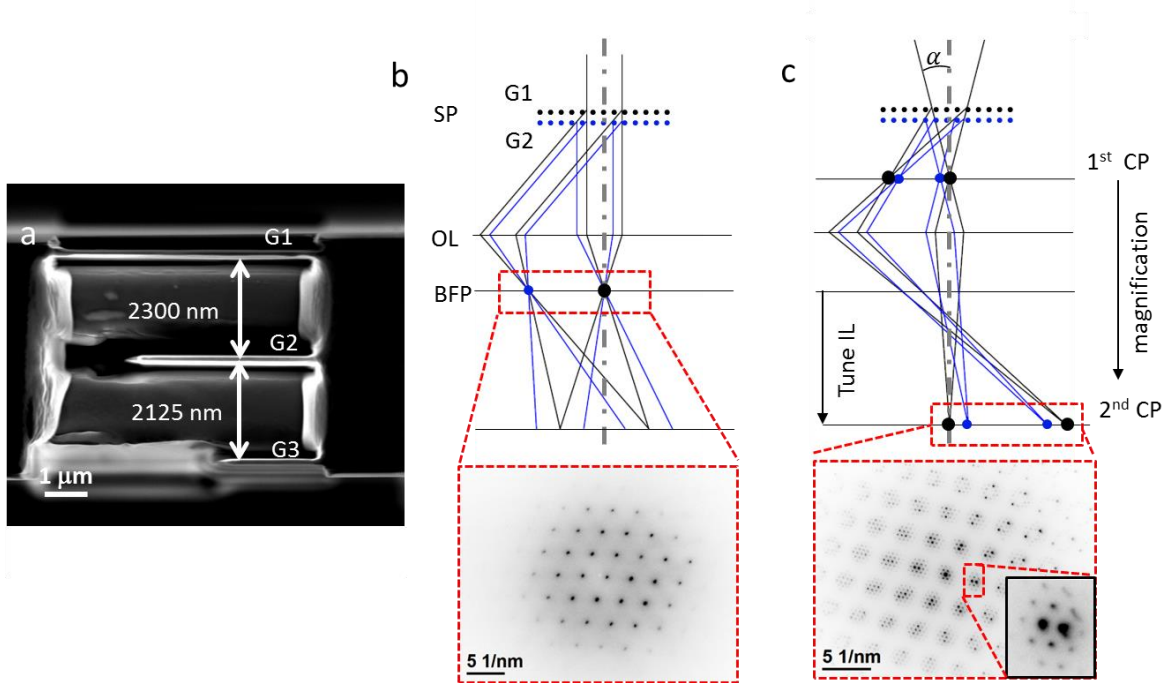 a
G1
2300 nm
G2
2125 nm
G3
1 μm
b
SP
G1
G2
OL
BFP
5 1/nm
c
α
1st CP
magnification
Tune IL
2nd CP
5 1/nm